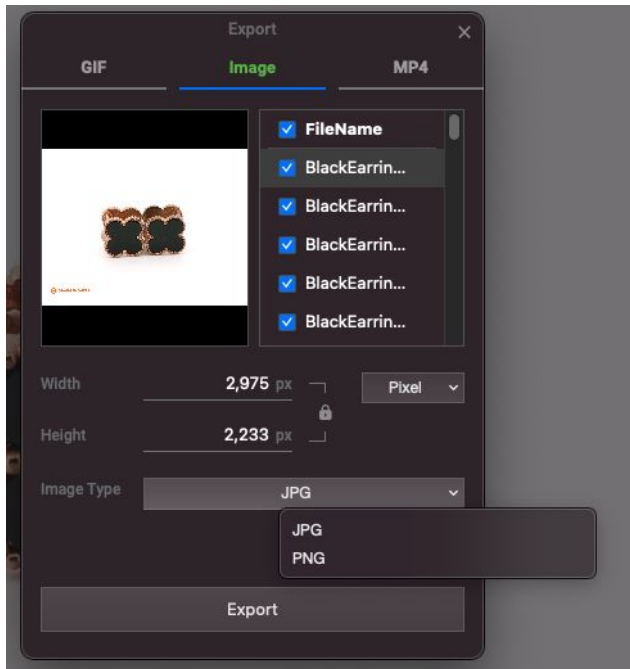 Export
GIF Image MP4
FileName
BlackEarrin...
BlackEarrin...
BlackEarrin...
BlackEarrin...
BlackEarrin...
Width 2,975 px Pixel
Height 2,233 px
Image Type JPG
JPG
PNG
Export